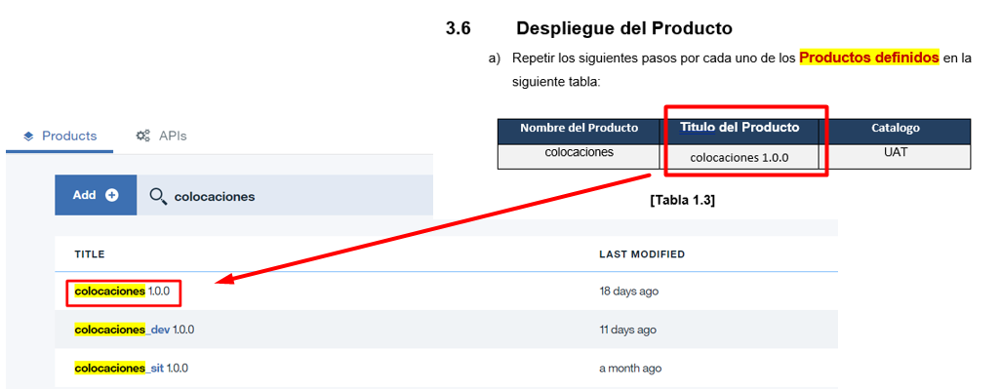 3.6 Despliegue del Producto
a) Repetir los siguientes pasos por cada uno de los Productos definidos en la
siguiente tabla:
Nombre del Producto Titulo del Producto Catalogo
colocaciones colocaciones 1.0.0 UAT
[Tabla 1.3]
Products APIs
Add colocaciones
TITLE LAST MODIFIED
colocaciones 1.0.0 18 days ago
colocaciones_dev 1.0.0 11 days ago
colocaciones_sit 1.0.0 a month ago